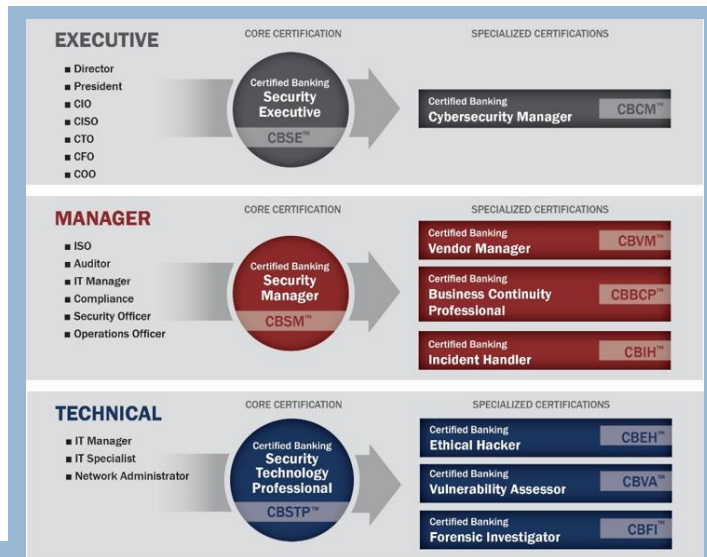 EXECUTIVE
■ Director
■ President
■ CIO
■ CISO
■ CTO
■ CFO
■ COO
CORE CERTIFICATION
Certified Banking
Security
Executive
CBSE™
SPECIALIZED CERTIFICATIONS
Certified Banking
Cybersecurity Manager
CBCM™
MANAGER
■ ISO
■ Auditor
■ IT Manager
■ Compliance
■ Security Officer
■ Operations Officer
CORE CERTIFICATION
Certified Banking
Security
Manager
CBSM™
SPECIALIZED CERTIFICATIONS
Certified Banking
Vendor Manager
CBVM™
Certified Banking
Business Continuity
Professional
CBBCP™
Certified Banking
Incident Handler
CBIH™
TECHNICAL
■ IT Manager
■ IT Specialist
■ Network Administrator
CORE CERTIFICATION
Certified Banking
Security
Technology
Professional
CBSTP™
SPECIALIZED CERTIFICATIONS
Certified Banking
Ethical Hacker
CBEH™
Certified Banking
Vulnerability Assessor
CBVA™
Certified Banking
Forensic Investigator
CBFI™